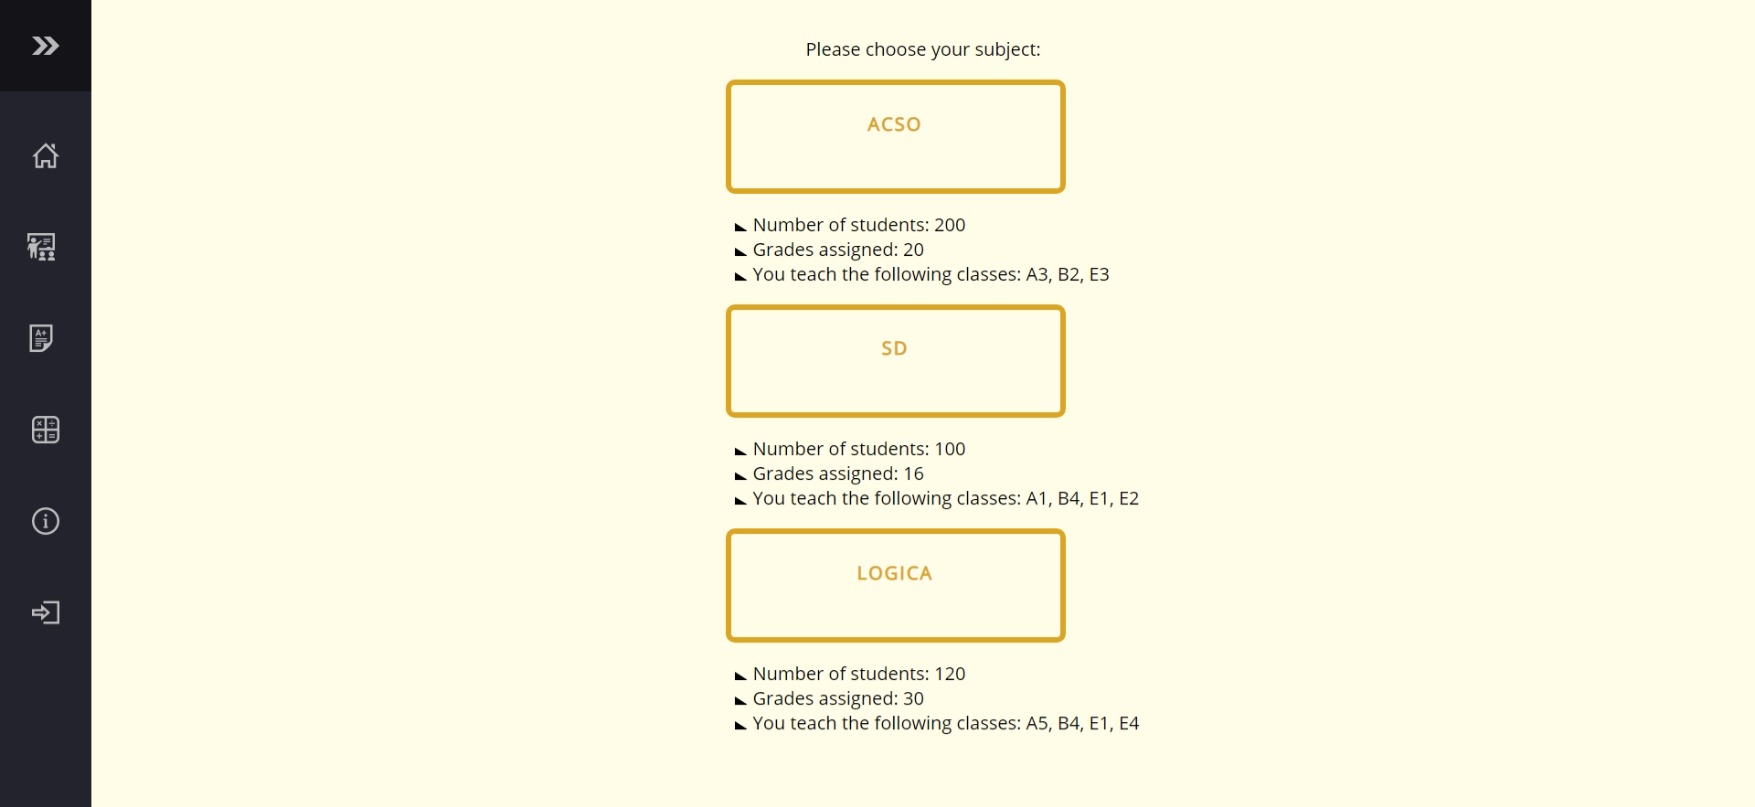 Please choose your subject:
ACSO
Number of students: 200
Grades assigned: 20
You teach the following classes: A3, B2, E3
SD
Number of students: 100
Grades assigned: 16
You teach the following classes: A1, B4, E1, E2
LOGICA
Number of students: 120
Grades assigned: 30
You teach the following classes: A5, B4, E1, E4